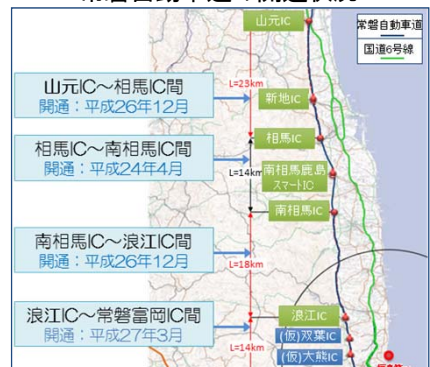 山元IC
常磐自動車道
国道6号線
山元IC～相馬IC間
開通：平成26年12月
L=23km
新地IC
相馬IC～南相馬IC間
開通：平成24年4月
相馬IC
L=14km
南相馬鹿島
スマートIC
南相馬IC
南相馬IC～浪江IC間
開通：平成26年12月
L=18km
浪江IC～常磐富岡IC間
開通：平成27年3月
浪江IC
(仮)双葉IC
L=14km
(仮)大熊IC